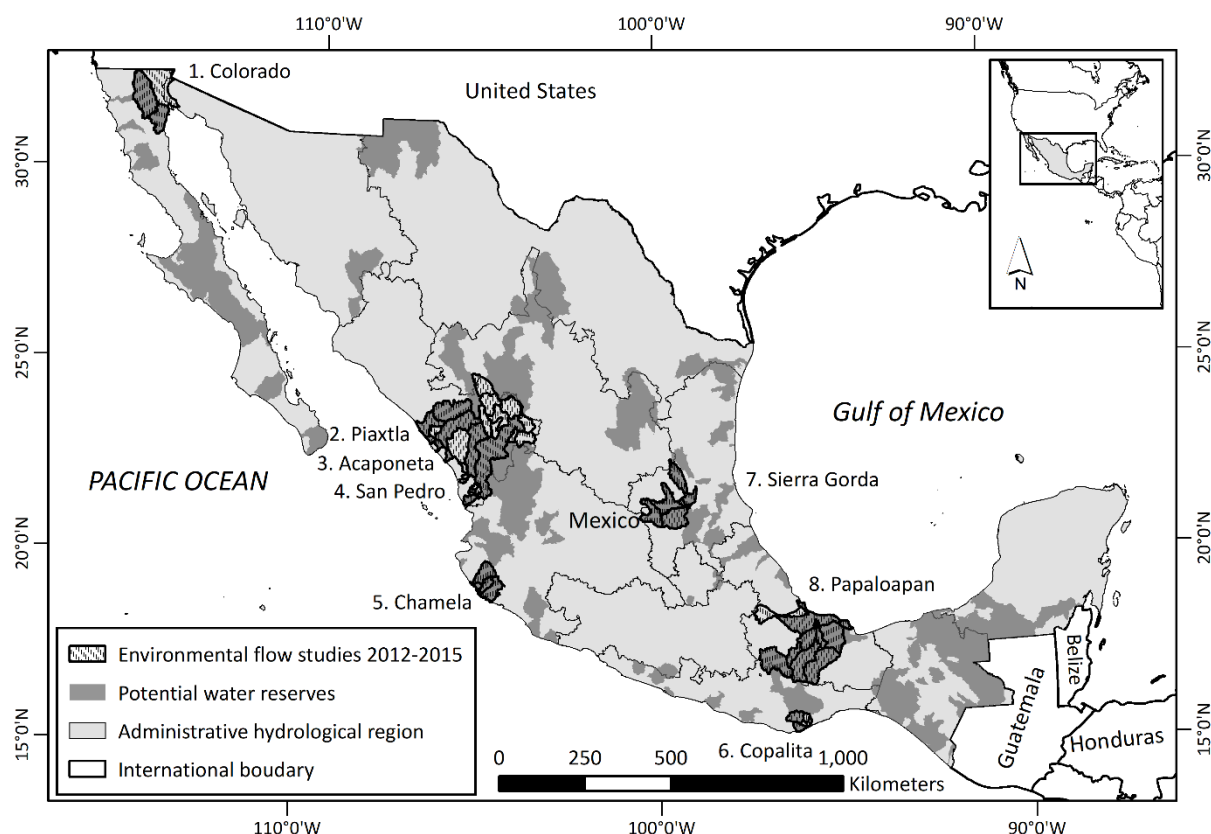 110°0'W 100°0'W 90°0'W
1. Colorado
United States
30°0'N 30°0'N
N
25°0'N 25°0'N
Gulf of Mexico
2. Piaxtla
3. Acaponeta
PACIFIC OCEAN
4. San Pedro
7. Sierra Gorda
Mexico
20°0'N 20°0'N
8. Papaloapan
5. Chamela
Belize
Guatemala
Honduras
15°0'N 15°0'N
6. Copalita
Environmental flow studies 2012-2015
Potential water reserves
Administrative hydrological region
International boudary
0 250 500 1,000
Kilometers
110°0'W 100°0'W 90°0'W